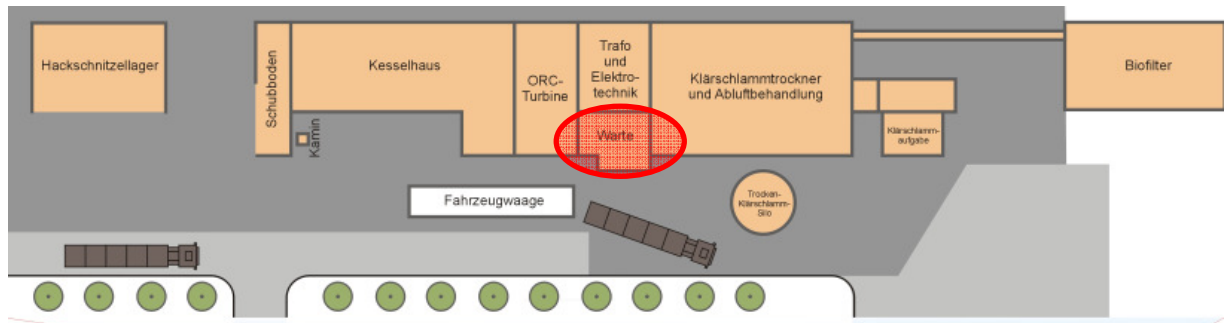 Hackschnitzellager
Schubboden
Kesselhaus
Kamin
ORC-
Turbine
Trafo
und
Elektro-
technik
Warte
Klärschlammtrockner
und Abluftbehandlung
Klärschlamm-
aufgabe
Biofilter
Fahrzeugwaage
Trocken-
Klärschlamm-
Silo